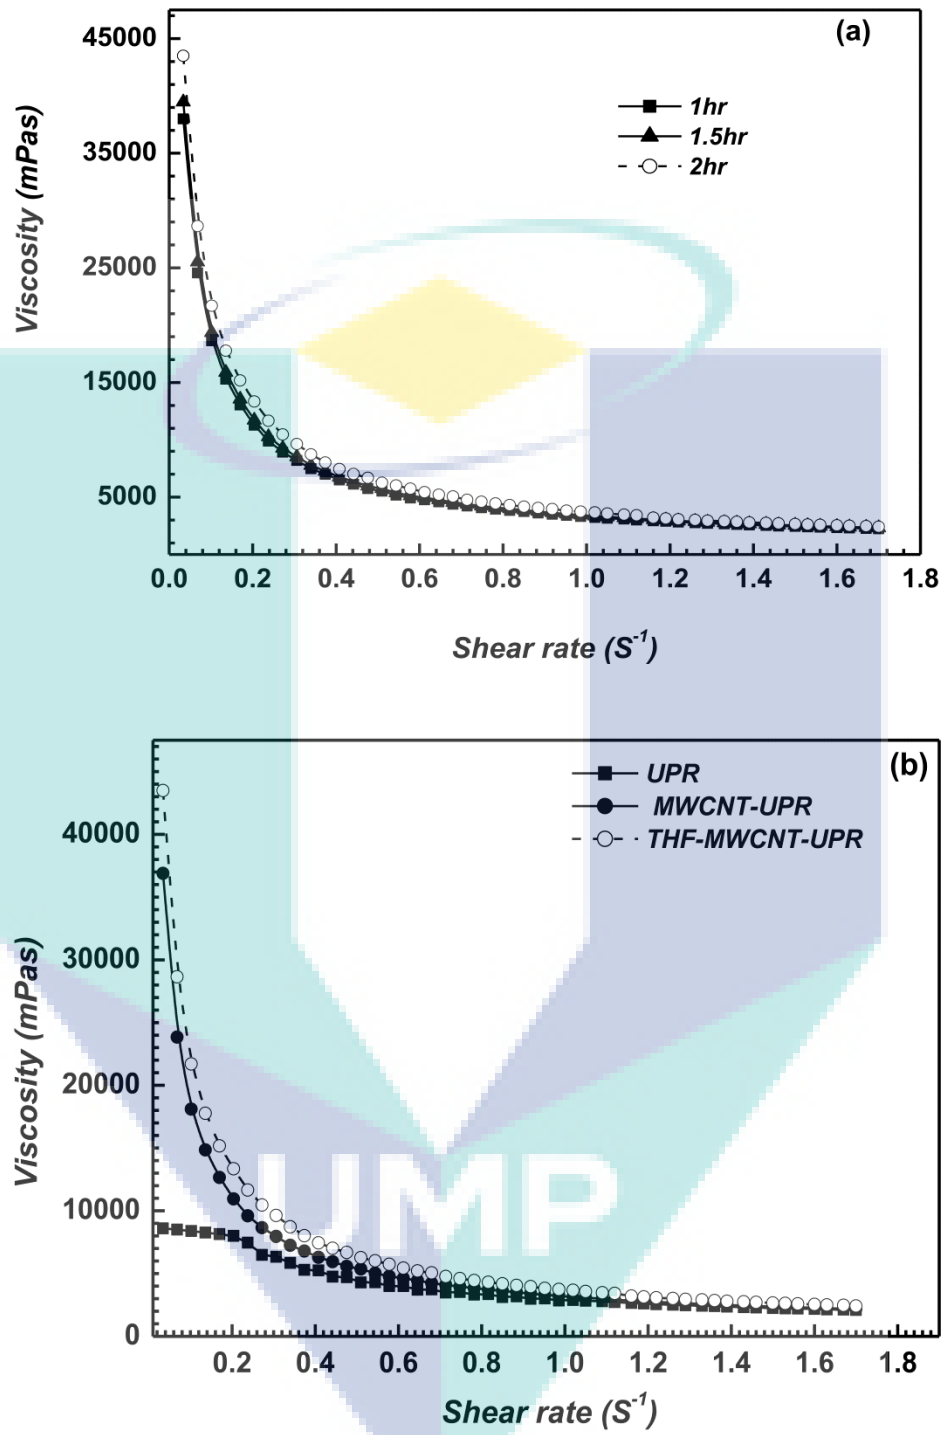 (a)
45000
35000
25000
15000
5000
Viscosity (mPas)
1hr
1.5hr
2hr
0.0 0.2 0.4 0.6 0.8 1.0 1.2 1.4 1.6 1.8
Shear rate (S⁻¹)
(b)
UPR
MWCNT-UPR
THF-MWCNT-UPR
40000
30000
20000
10000
0
Viscosity (mPas)
UMP
0.2 0.4 0.6 0.8 1.0 1.2 1.4 1.6 1.8
Shear rate (S⁻¹)